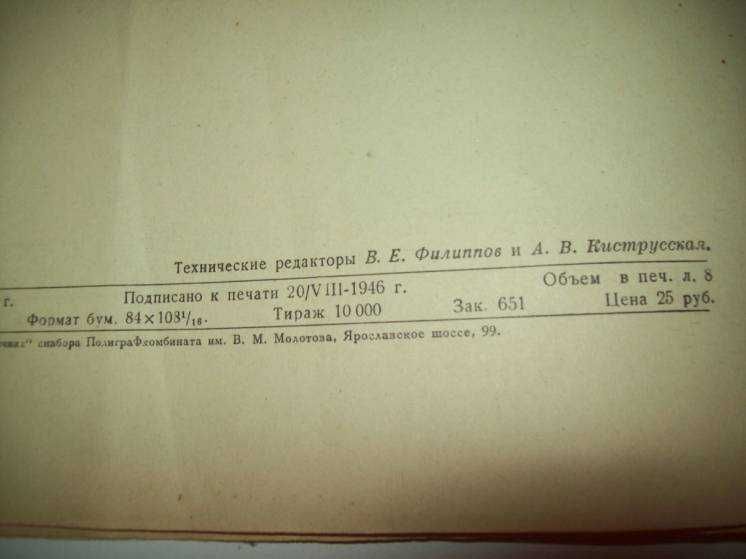 Технические редакторы В. Е. Филиппов и А. В. Киструсская.
г. Подписано к печати 20/VIII-1946 г. Объем в печ. л. 8
Формат бум. 84×108¹/₁₆. Тираж 10 000 Зак. 651 Цена 25 руб.
Полиграфкомбината им. В. М. Молотова, Ярославское шоссе, 99.